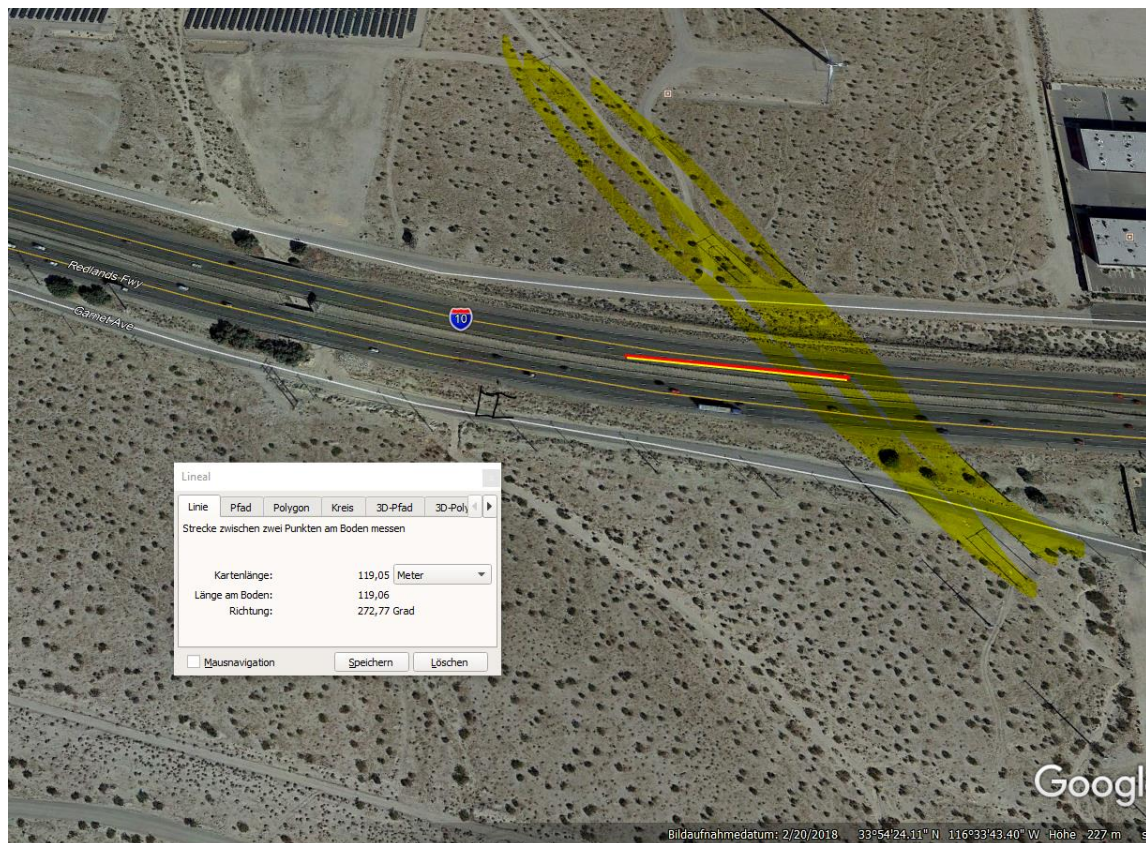 Redlands Fwy
Garnet Ave
10
Lineal
Linie Pfad Polygon Kreis 3D-Pfad 3D-Poly
Strecke zwischen zwei Punkten am Boden messen
Kartenlänge: 119,05 Meter
Länge am Boden: 119,06
Richtung: 272,77 Grad
Mausnavigation Speichern Löschen
Google
Bildaufnahmedatum: 2/20/2018 33°54'24.11" N 116°33'43.40" W Höhe 227 m s